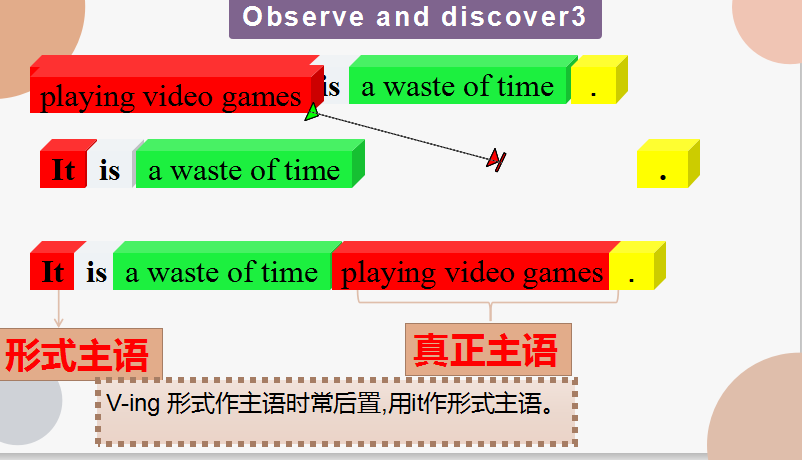 Observe and discover3
playing video games is a waste of time .
It is a waste of time .
It is a waste of time playing video games .
形式主语 真正主语
V-ing 形式作主语时常后置,用it作形式主语。